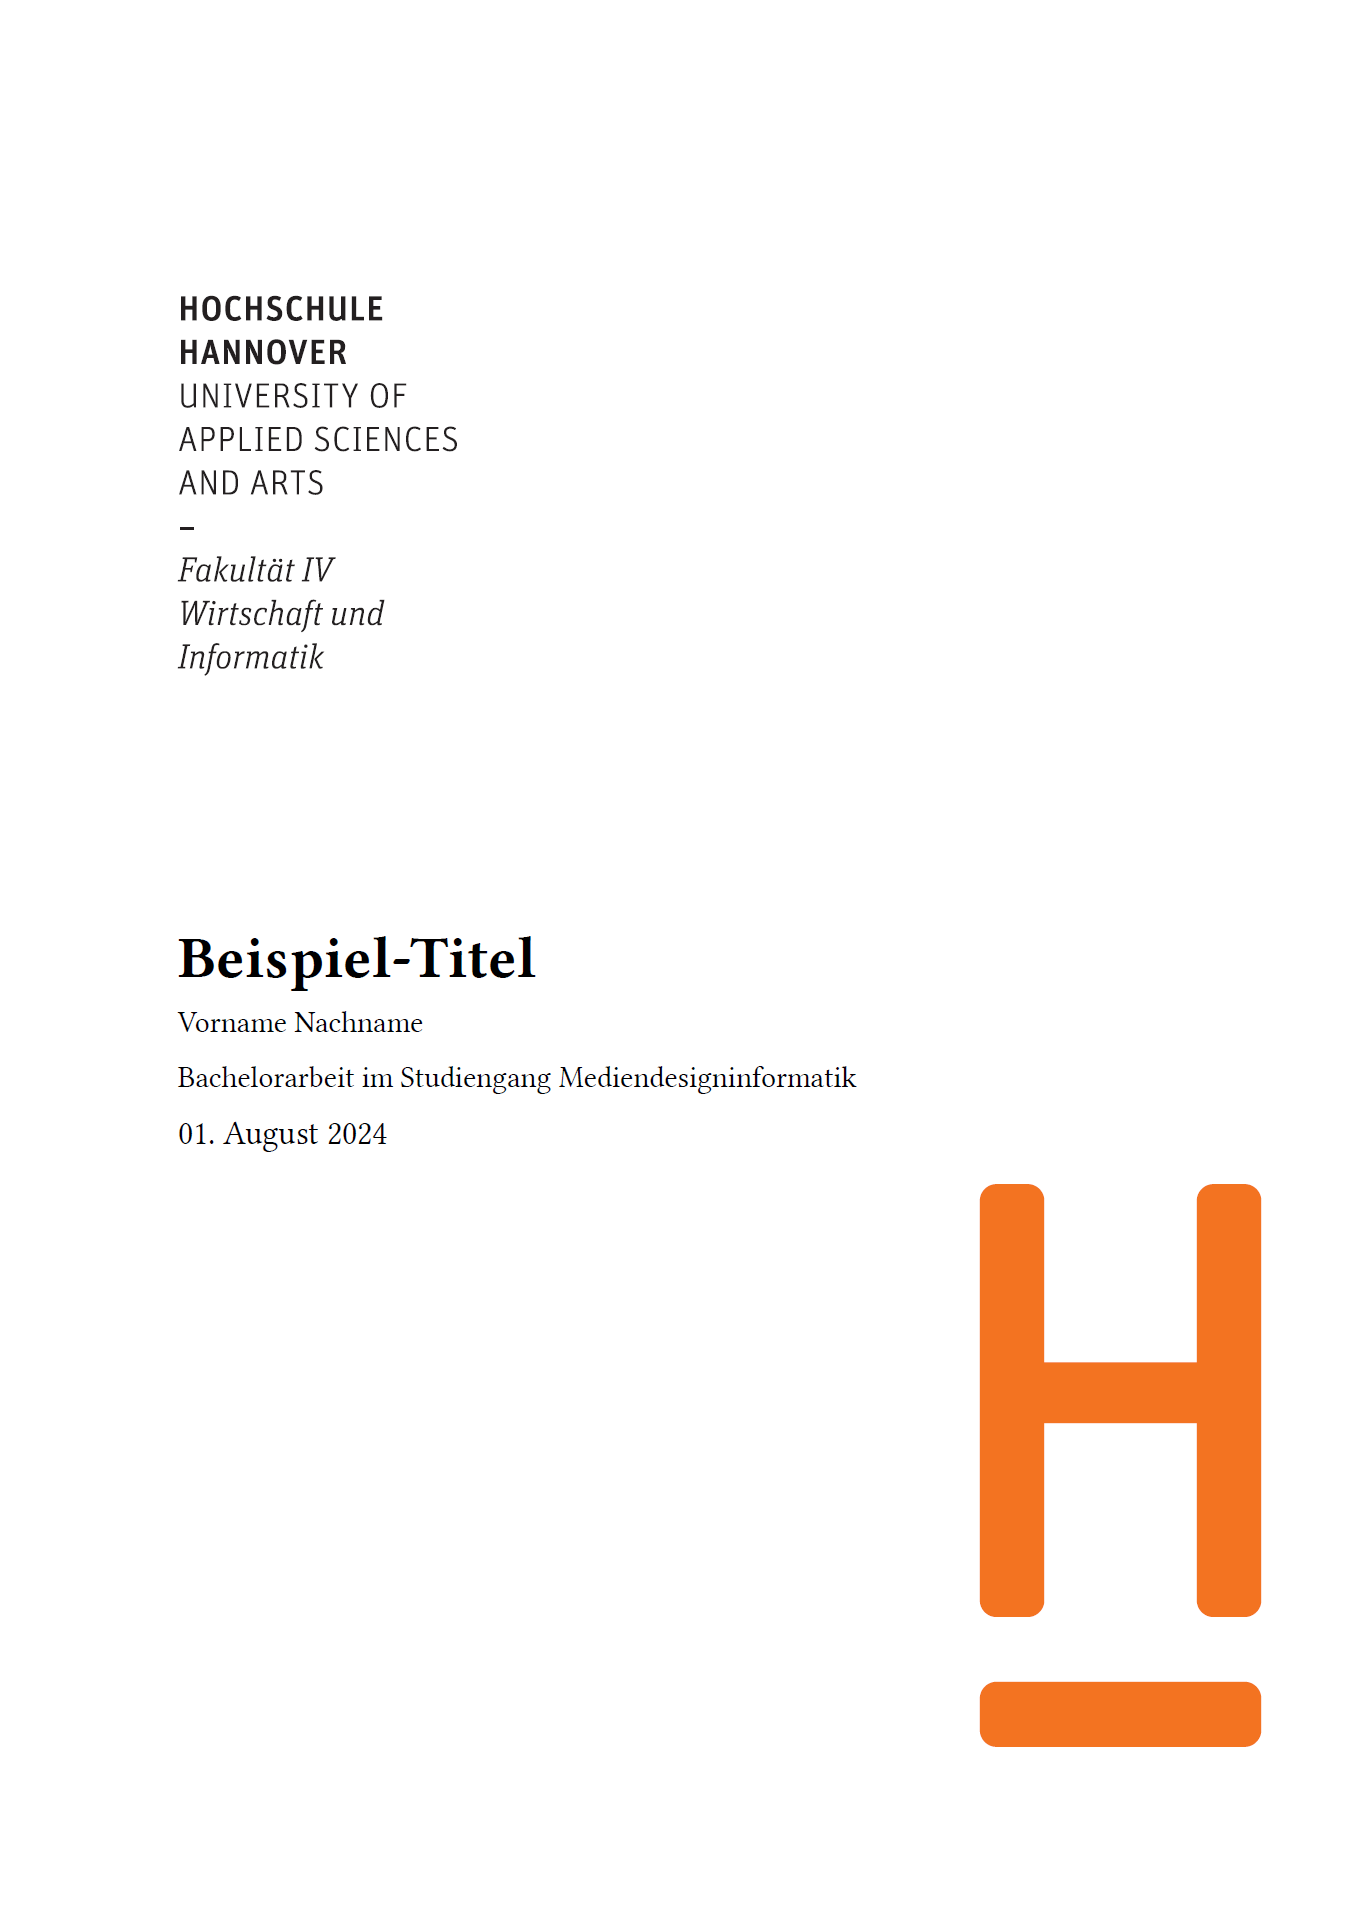 HOCHSCHULE
HANNOVER
UNIVERSITY OF
APPLIED SCIENCES
AND ARTS
–
Fakultät IV
Wirtschaft und
Informatik
Beispiel-Titel
Vorname Nachname
Bachelorarbeit im Studiengang Mediendesigninformatik
01. August 2024
H